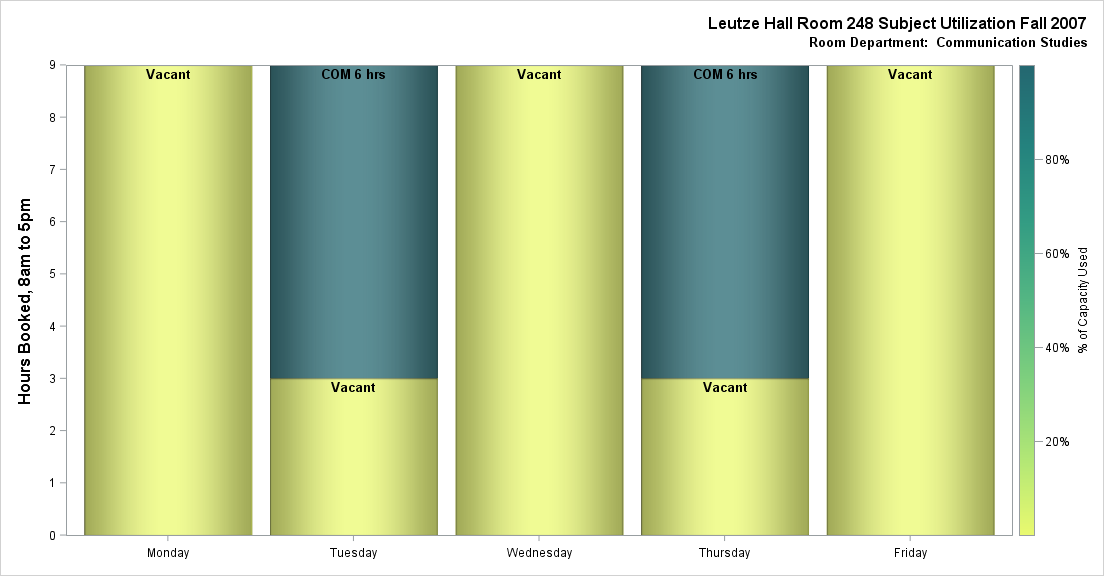 Leutze Hall Room 248 Subject Utilization Fall 2007
Room Department:  Communication Studies
Hours Booked, 8am to 5pm
9
8
7
6
5
4
3
2
1
0
Vacant
COM 6 hrs
Vacant
COM 6 hrs
Vacant
Vacant
Vacant
Monday
Tuesday
Wednesday
Thursday
Friday
80%
60%
40%
20%
% of Capacity Used